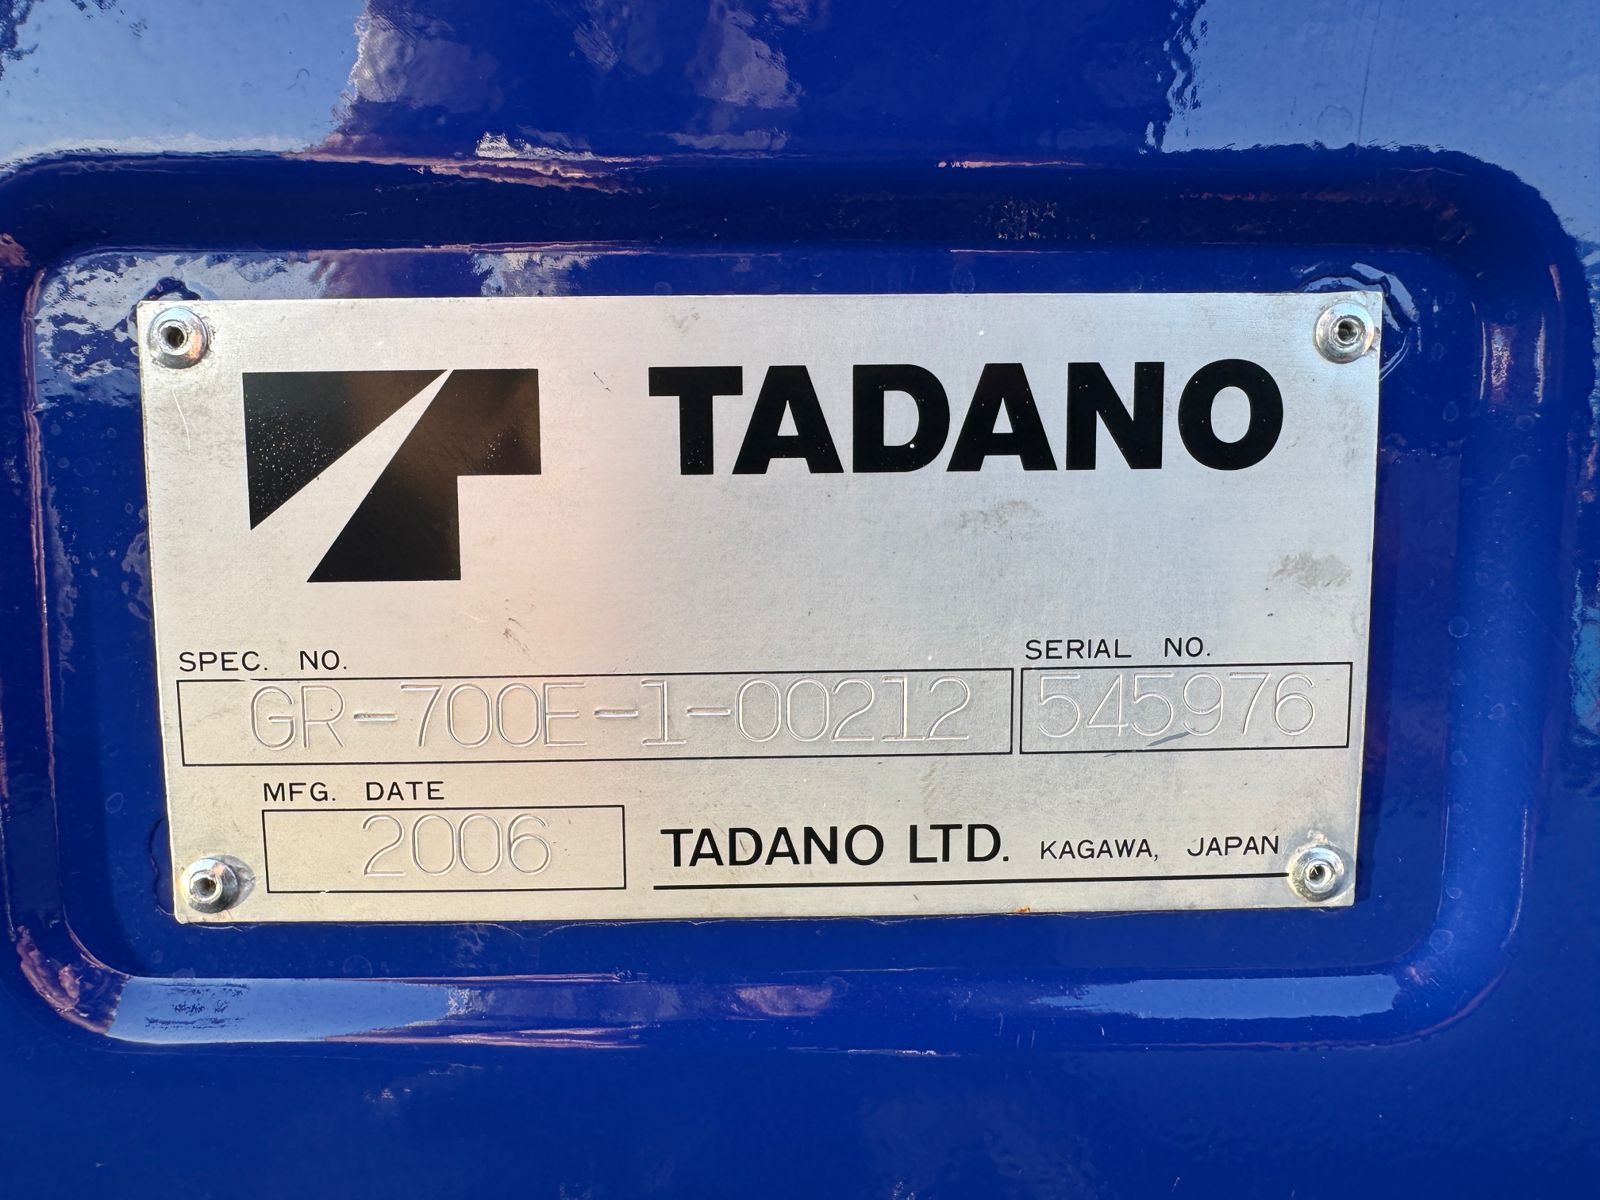 TADANO
SPEC. NO.
GR-700E-1-00212
SERIAL NO.
545976
MFG. DATE
2006
TADANO LTD. KAGAWA, JAPAN